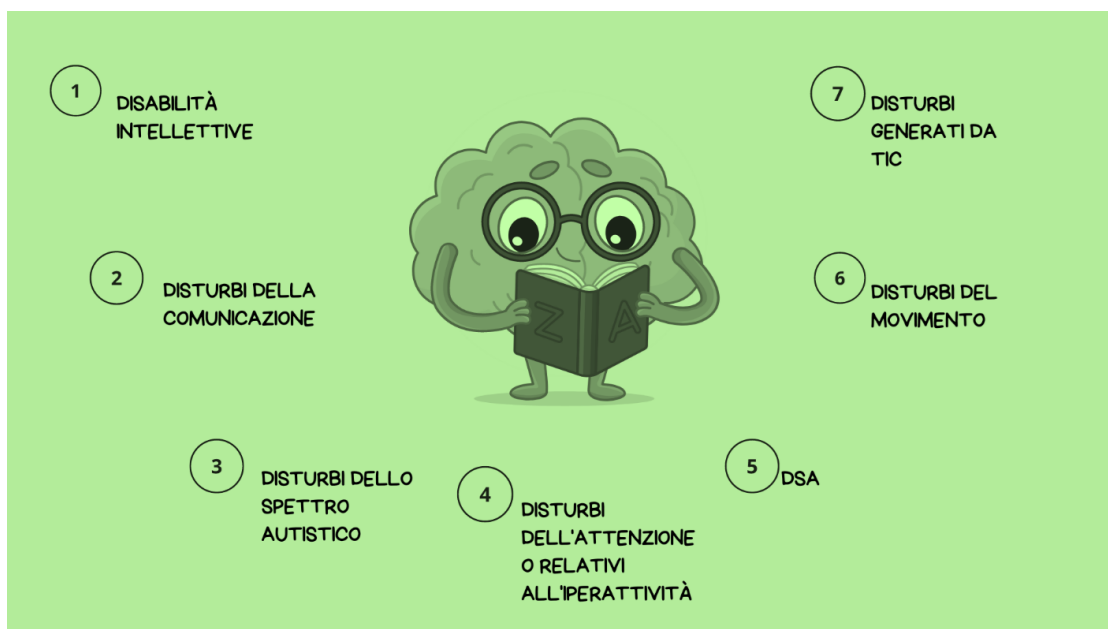 1
DISABILITÀ
INTELLETTIVE
2
DISTURBI DELLA
COMUNICAZIONE
3
DISTURBI DELLO
SPETTRO
AUTISTICO
4
DISTURBI
DELL'ATTENZIONE
O RELATIVI
ALL'IPERATTIVITÀ
5
DSA
6
DISTURBI DEL
MOVIMENTO
7
DISTURBI
GENERATI DA
TIC
Z A